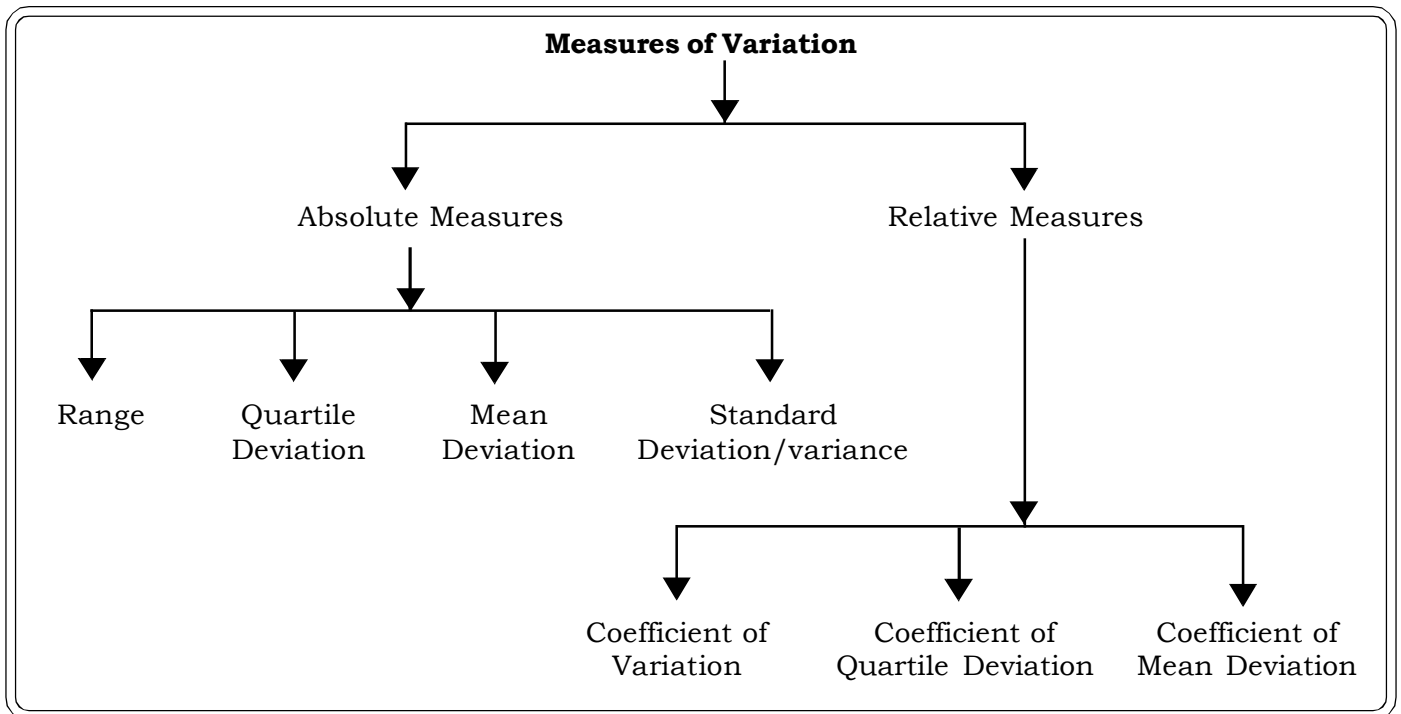 Measures of Variation
Absolute Measures
Relative Measures
Range
Quartile
Deviation
Mean
Deviation
Standard
Deviation/variance
Coefficient of
Variation
Coefficient of
Quartile Deviation
Coefficient of
Mean Deviation